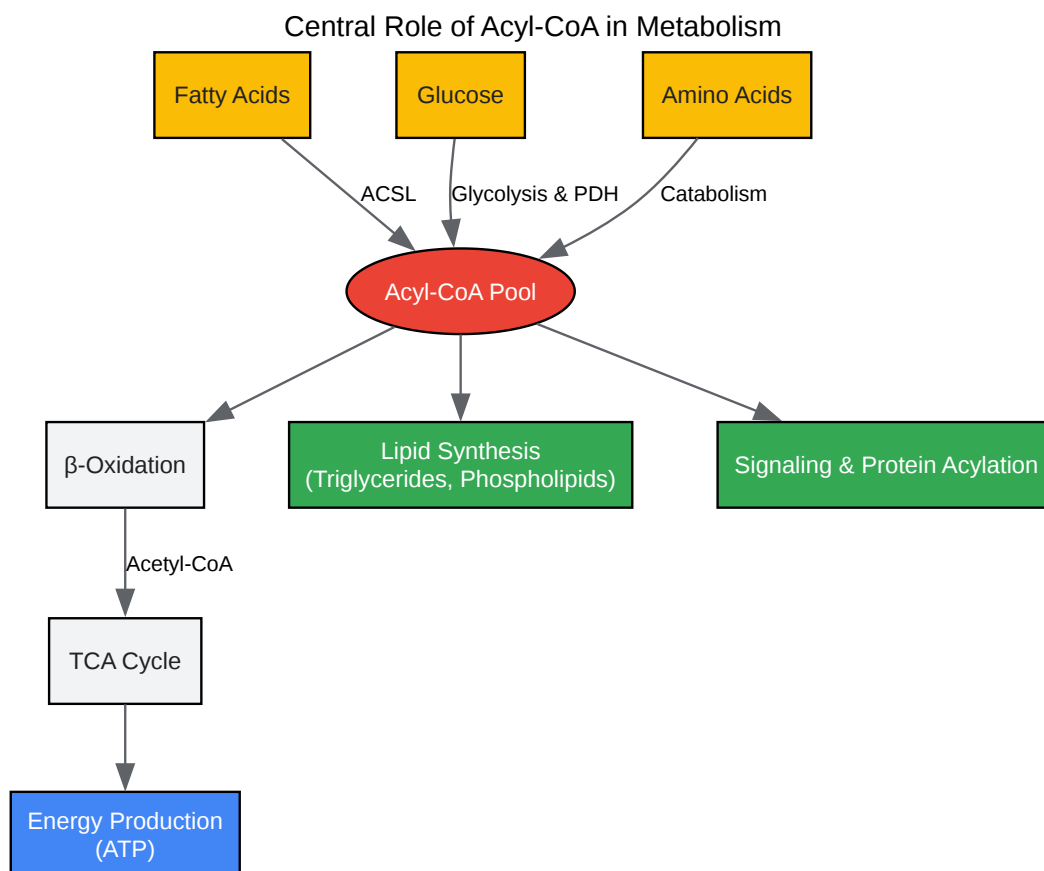 Central Role of Acyl-CoA in Metabolism
Fatty Acids
Glucose
Amino Acids
ACSL
Glycolysis & PDH
Catabolism
Acyl-CoA Pool
β-Oxidation
Lipid Synthesis
(Triglycerides, Phospholipids)
Signaling & Protein Acylation
Acetyl-CoA
TCA Cycle
Energy Production
(ATP)